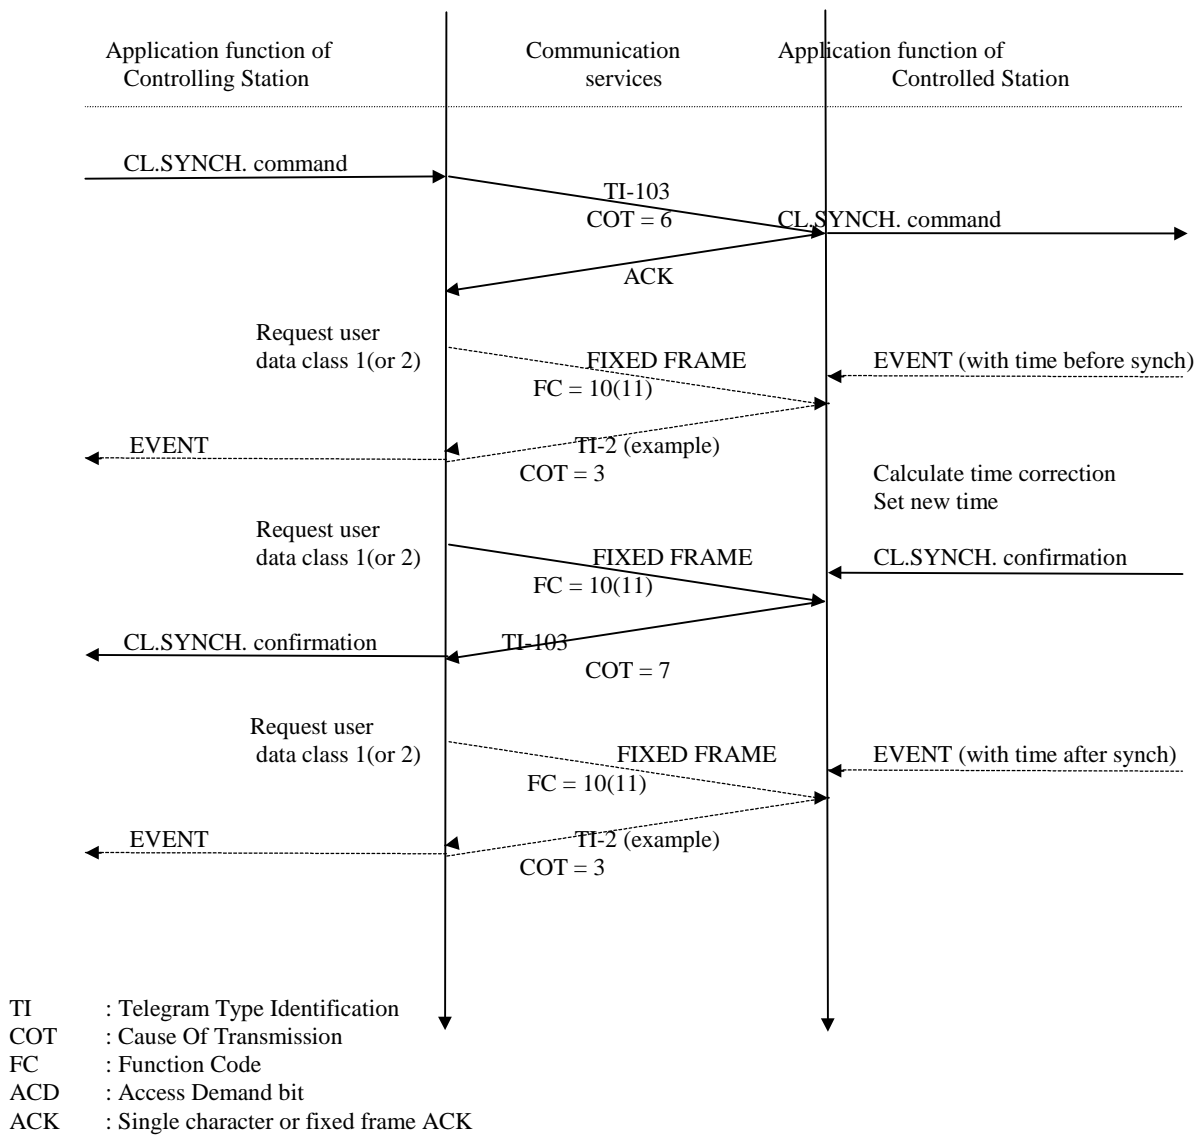 Application function of Controlling Station
Communication services
Application function of Controlled Station
CL.SYNCH. command
TI-103
COT = 6
CL.SYNCH. command
ACK
Request user
data class 1(or 2)
FIXED FRAME
FC = 10(11)
EVENT (with time before synch)
EVENT
TI-2 (example)
COT = 3
Calculate time correction
Set new time
Request user
data class 1(or 2)
FIXED FRAME
FC = 10(11)
CL.SYNCH. confirmation
CL.SYNCH. confirmation
TI-103
COT = 7
Request user
data class 1(or 2)
FIXED FRAME
FC = 10(11)
EVENT (with time after synch)
EVENT
TI-2 (example)
COT = 3
TI : Telegram Type Identification
COT : Cause Of Transmission
FC : Function Code
ACD : Access Demand bit
ACK : Single character or fixed frame ACK